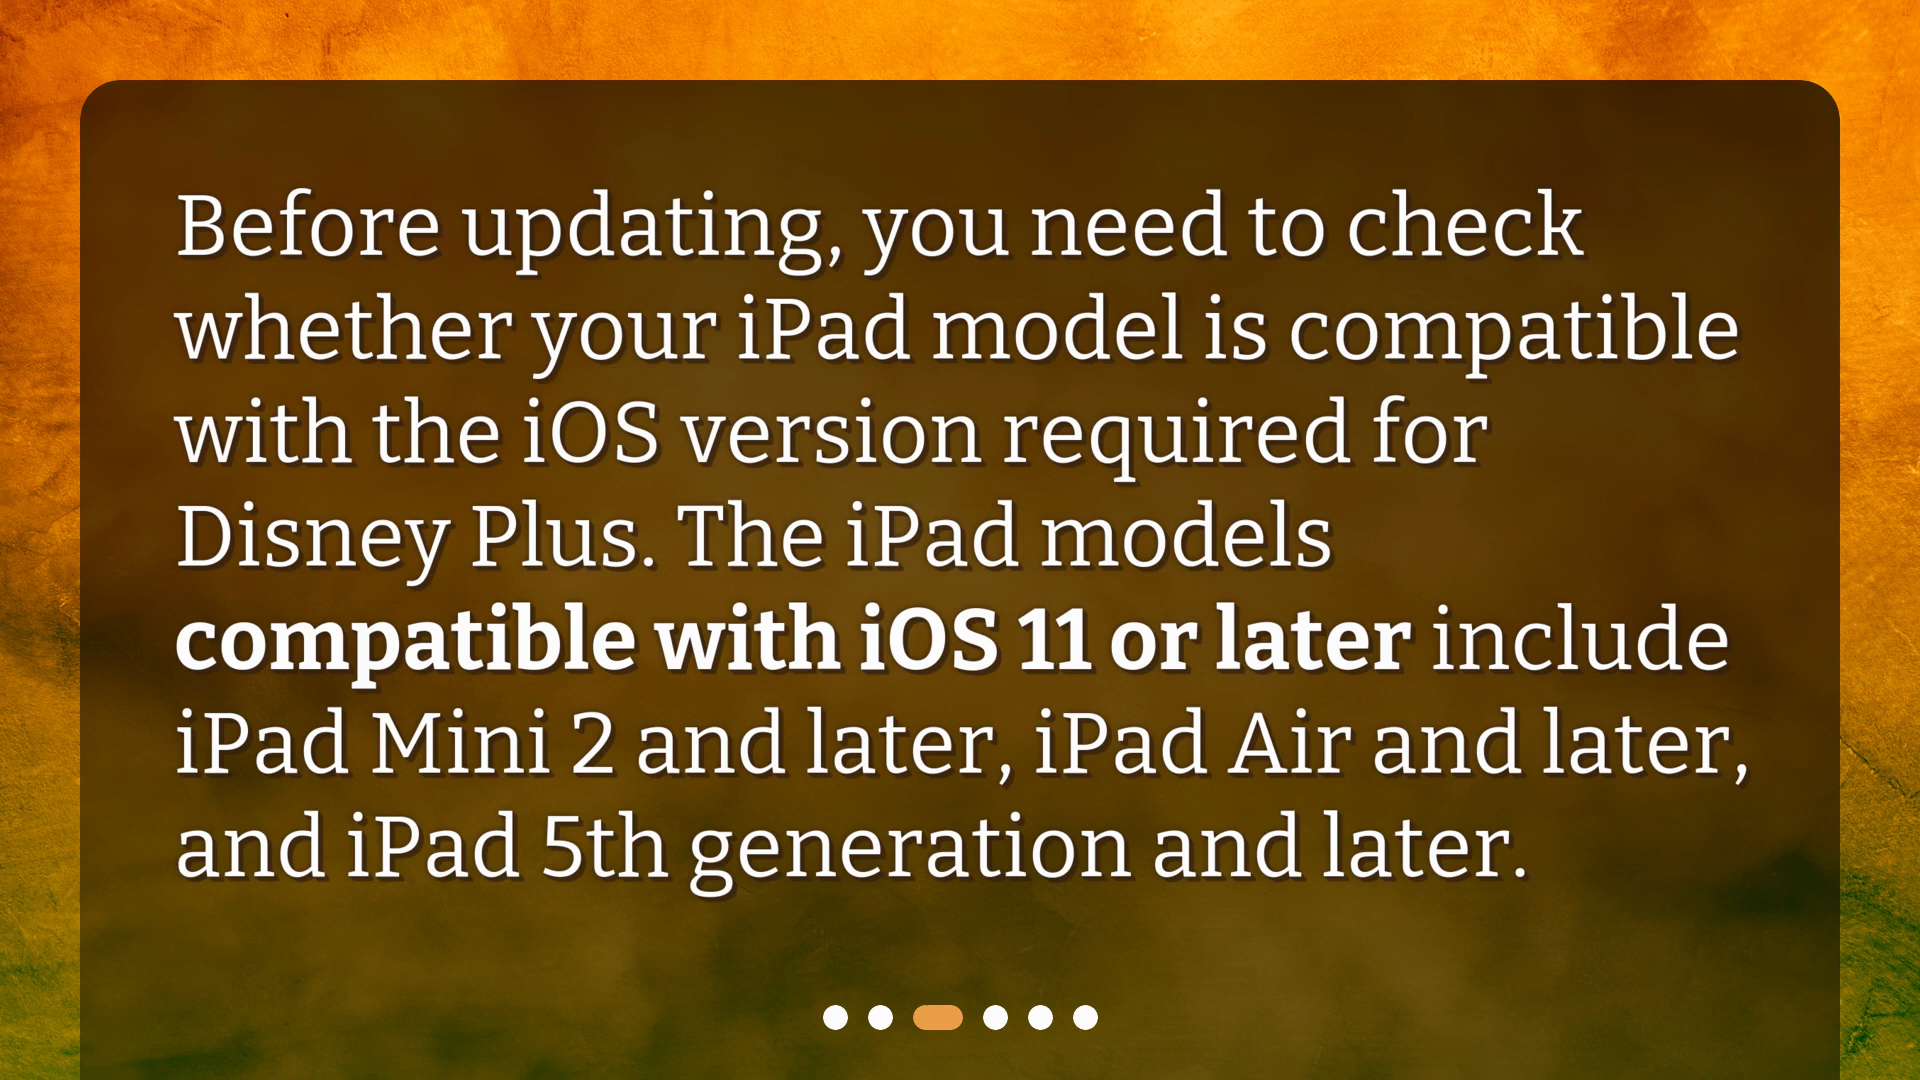 Before updating, you need to check
whether your iPad model is compatible
with the iOS version required for
Disney Plus. The iPad models
compatible with iOS 11 or later include
iPad Mini 2 and later, iPad Air and later,
and iPad 5th generation and later.